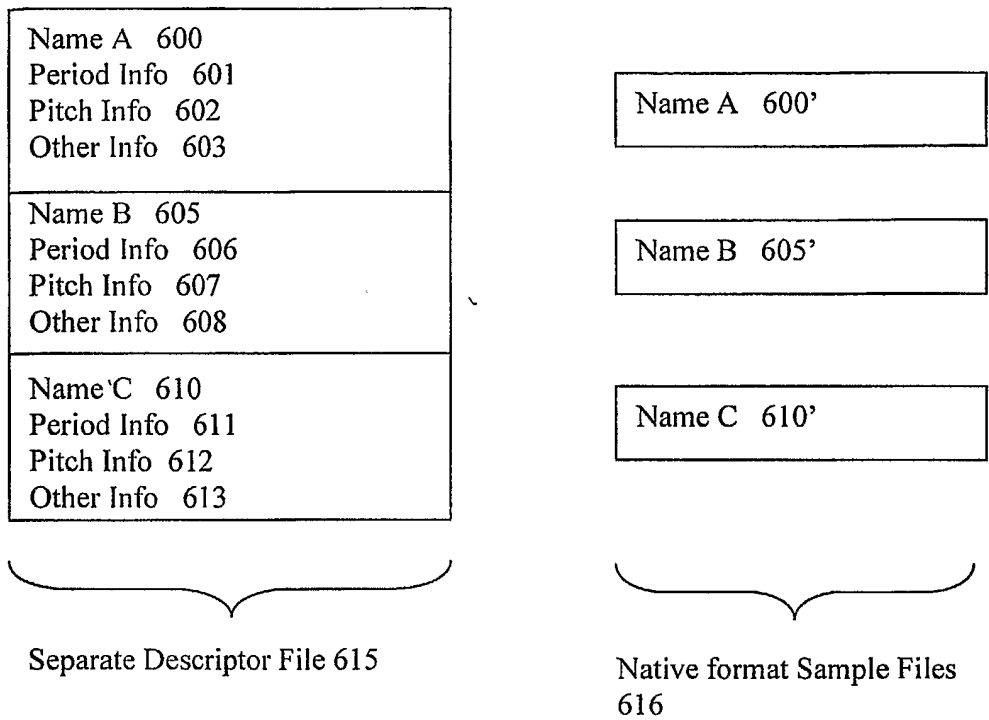 Name A 600
Period Info 601
Pitch Info 602
Other Info 603
Name B 605
Period Info 606
Pitch Info 607
Other Info 608
Name C 610
Period Info 611
Pitch Info 612
Other Info 613
Separate Descriptor File 615
Name A 600’
Name B 605’
Name C 610’
Native format Sample Files
616